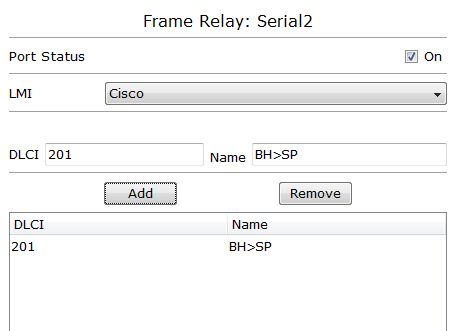 Frame Relay: Serial2
Port Status On
LMI Cisco
DLCI 201 Name BH>SP
Add Remove
DLCI Name
201 BH>SP